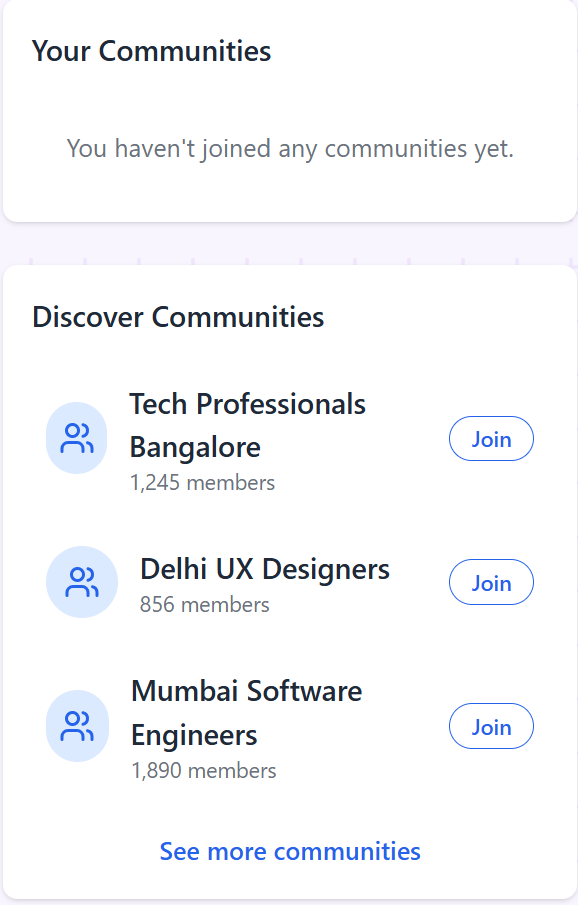 Your Communities
You haven't joined any communities yet.
Discover Communities
Tech Professionals
Bangalore
1,245 members
Join
Delhi UX Designers
856 members
Join
Mumbai Software
Engineers
1,890 members
Join
See more communities